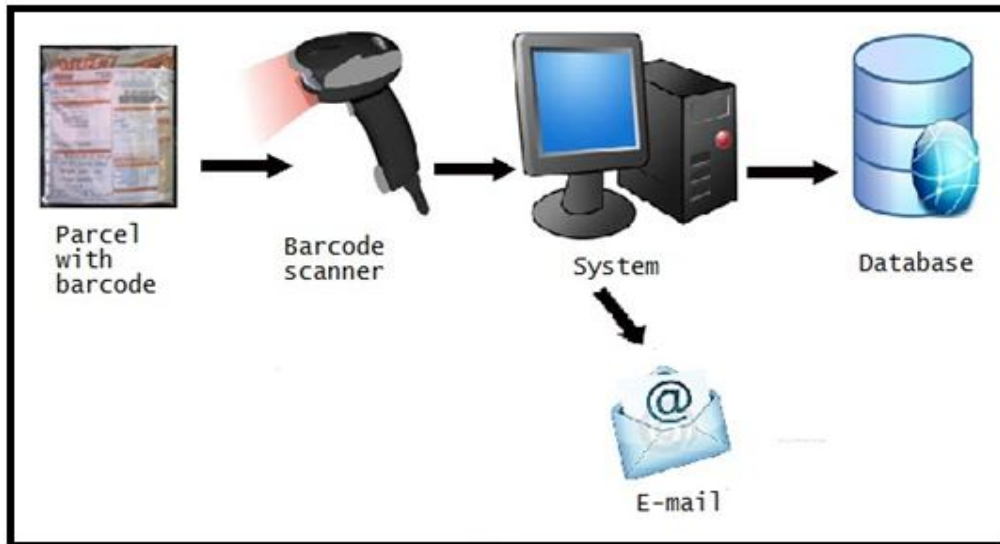 Parcel
with
barcode
Barcode
scanner
System
Database
@
E-mail